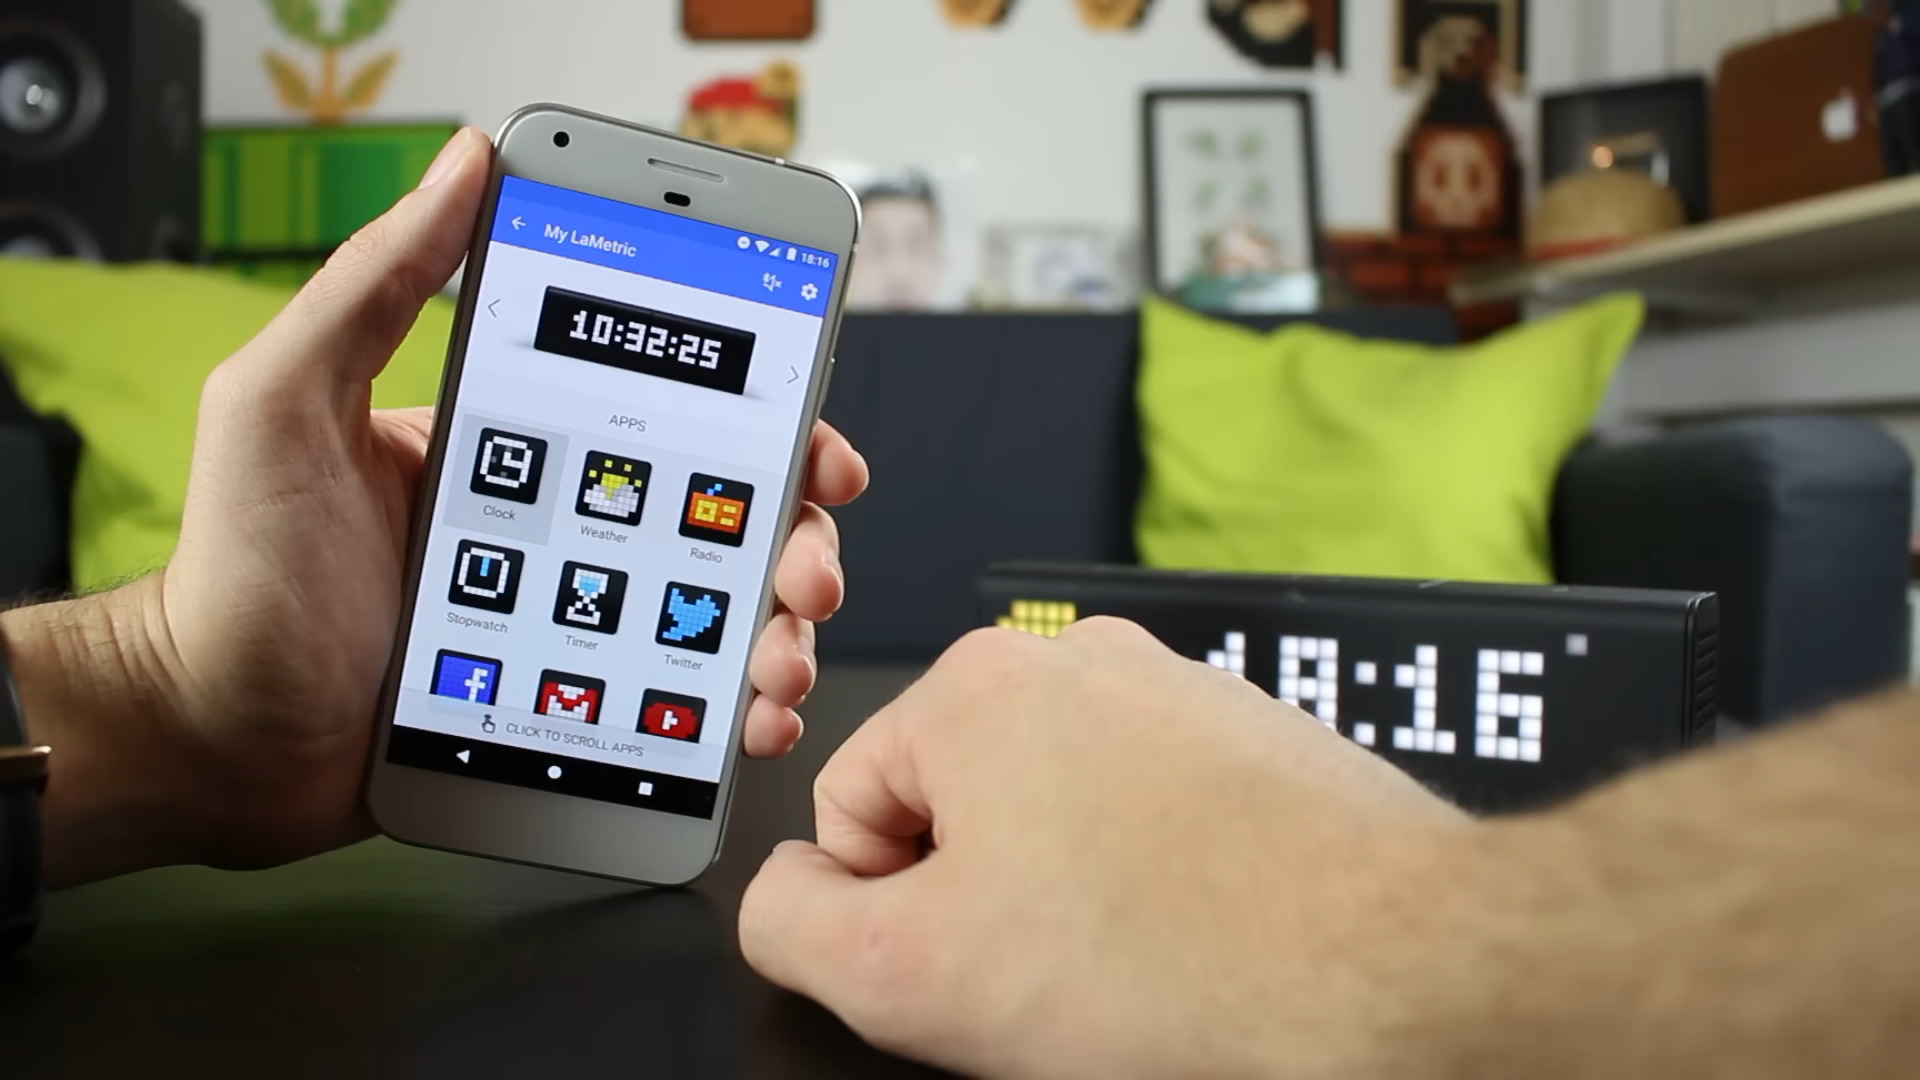 My LaMetric
18:16
10:32:25
APPS
Clock
Weather
Radio
Stopwatch
Timer
Twitter
CLICK TO SCROLL APPS
18:16